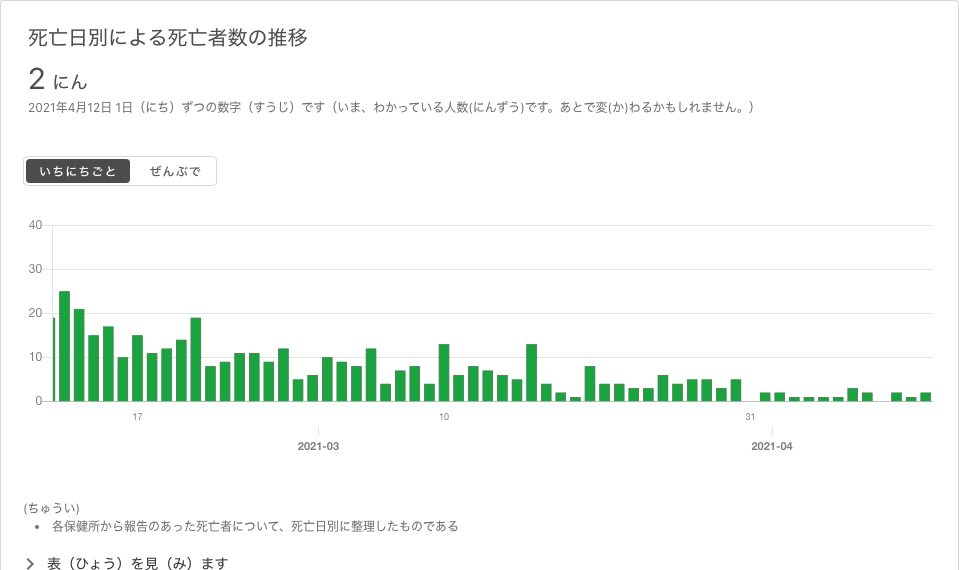 死亡日別による死亡者数の推移
2 にん
2021年4月12日 1日（にち）ずつの数字（すうじ）です（いま、わかっている人数(にんずう)です。あとで変(か)わるかもしれません。）
いちにちごと ぜんぶで
40
30
20
10
0
17 10 31
2021-03 2021-04
(ちゅうい)
• 各保健所から報告のあった死亡者について、死亡日別に整理したものである
表（ひょう）を見（み）ます